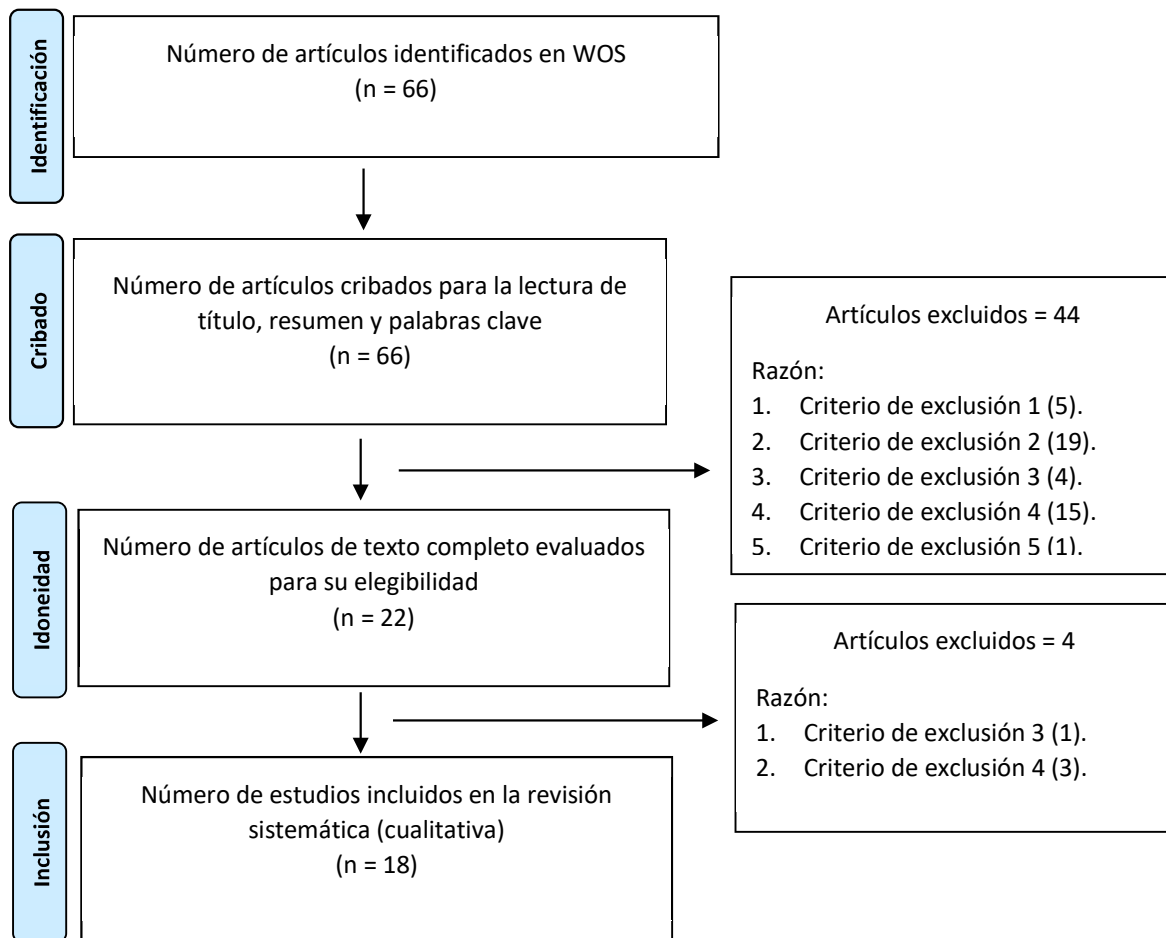 Identificación
Número de artículos identificados en WOS
(n = 66)
Cribado
Número de artículos cribados para la lectura de
título, resumen y palabras clave
(n = 66)
Artículos excluidos = 44
Razón:
1. Criterio de exclusión 1 (5).
2. Criterio de exclusión 2 (19).
3. Criterio de exclusión 3 (4).
4. Criterio de exclusión 4 (15).
5. Criterio de exclusión 5 (1).
Idoneidad
Número de artículos de texto completo evaluados
para su elegibilidad
(n = 22)
Artículos excluidos = 4
Razón:
1. Criterio de exclusión 3 (1).
2. Criterio de exclusión 4 (3).
Inclusión
Número de estudios incluidos en la revisión
sistemática (cualitativa)
(n = 18)